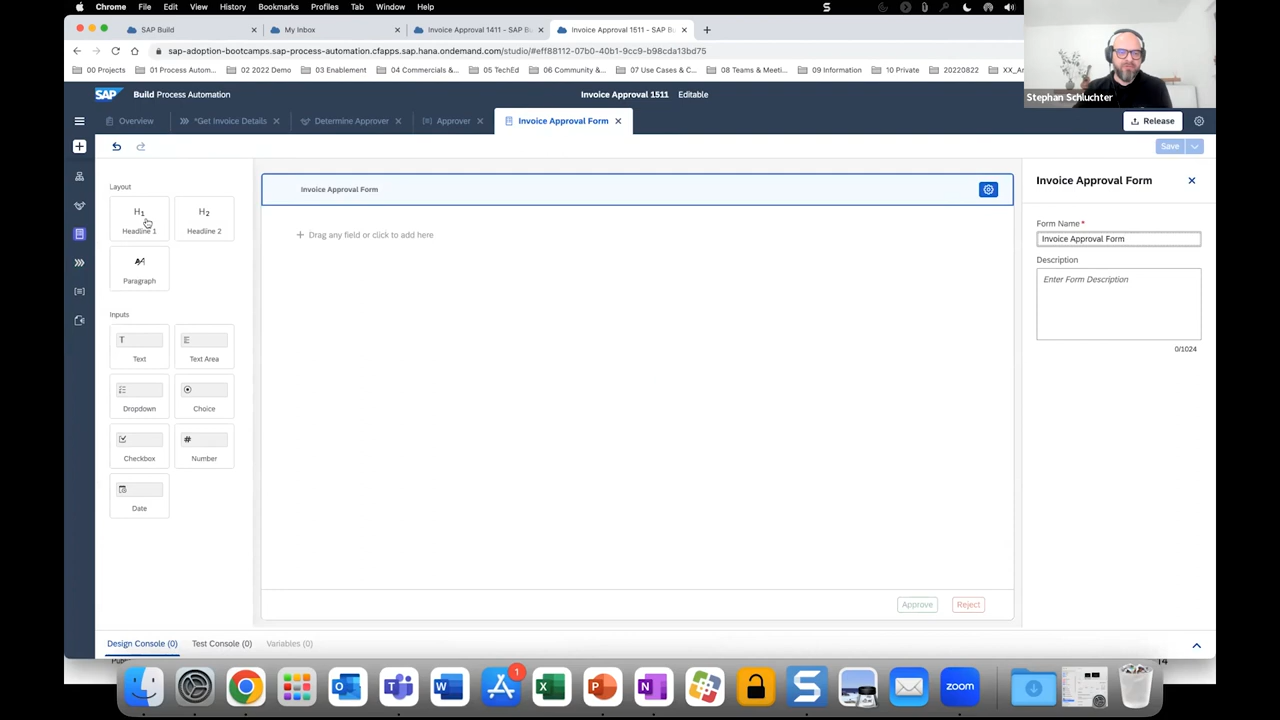 Chrome File Edit View History Bookmarks Profiles Tab Window Help
SAP Build My Inbox Invoice Approval 1411 - SAP B Invoice Approval 1511 - SAP B
sap-adoption-bootcamps.sap-process-automation.cfapps.sap.hana.ondemand.com/studio/#eff88112-07b0-40b1-9cc9-b98cda13bd75
00 Projects 01 Process Autom... 02 2022 Demo 03 Enablement 04 Commercials &... 05 TechEd 06 Community &... 07 Use Cases & C... 08 Teams & Meeti... 09 Information 10 Private 20220822 XX_Ar
Stephan Schluchter
SAP Build Process Automation Invoice Approval 1511 Editable
Overview *Get Invoice Details Determine Approver Approver Invoice Approval Form Release
Save
Layout
H1 H2
Headline 1 Headline 2
Paragraph
Inputs
Text Text Area
Dropdown Choice
Checkbox Number
Date
Invoice Approval Form
+ Drag any field or click to add here
Approve Reject
Invoice Approval Form
Form Name*
Invoice Approval Form
Description
Enter Form Description
0/1024
Design Console (0) Test Console (0) Variables (0)
14
1
zoom